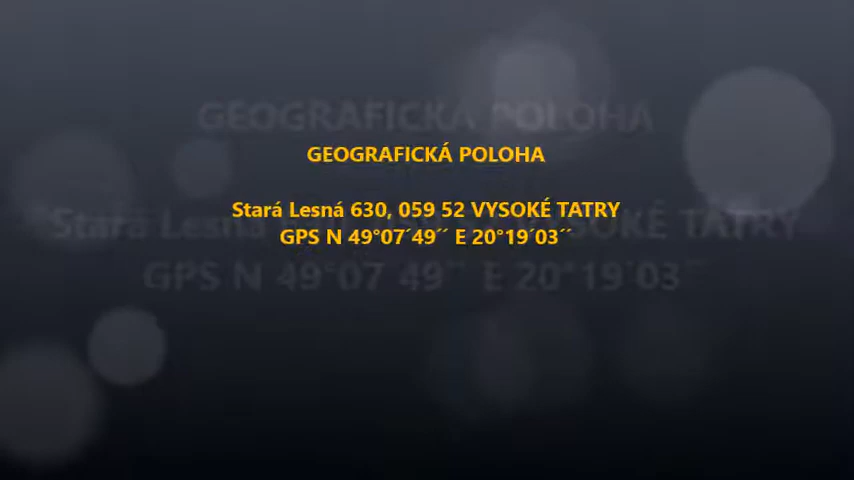 GEOGRAFICKÁ POLOHA
Stará Lesná 630, 059 52 VYSOKÉ TATRY
GPS N 49°07´49´´ E 20°19´03´´